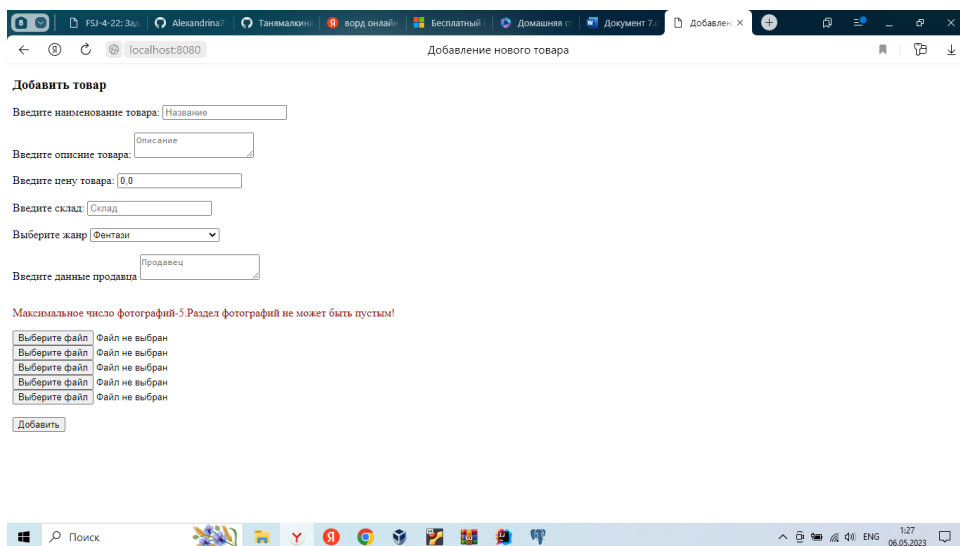 8 FSJ-4-22: Зад Alexandrina7 Танямалкина ворд онлайн Бесплатный Домашняя ст Документ 7.d Добавлени
localhost:8080 Добавление нового товара
Добавить товар
Введите наименование товара: Название
Введите описние товара: Описание
Введите цену товара: 0,0
Введите склад: Склад
Выберите жанр Фентази
Введите данные продавца Продавец
Максимальное число фотографий-5.Раздел фотографий не может быть пустым!
Выберите файл Файл не выбран
Выберите файл Файл не выбран
Выберите файл Файл не выбран
Выберите файл Файл не выбран
Выберите файл Файл не выбран
Добавить
Поиск ENG 1:27
06.05.2023